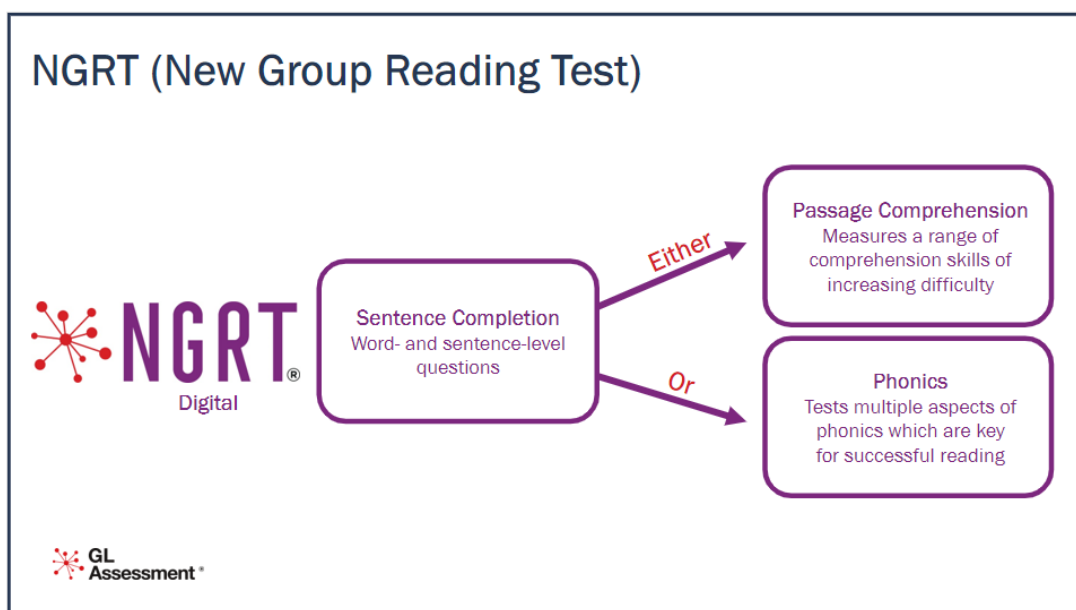 NGRT (New Group Reading Test)
NGRT®
Digital
Sentence Completion
Word- and sentence-level
questions
Either
Passage Comprehension
Measures a range of
comprehension skills of
increasing difficulty
Or
Phonics
Tests multiple aspects of
phonics which are key
for successful reading
GL
Assessment®